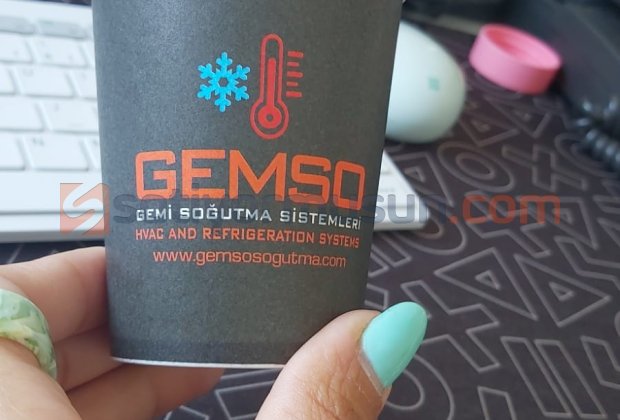 GEMSO
GEMİ SOĞUTMA SİSTEMLERİ
HVAC AND REFRIGERATION SYSTEMS
www.gemsosogutma.com